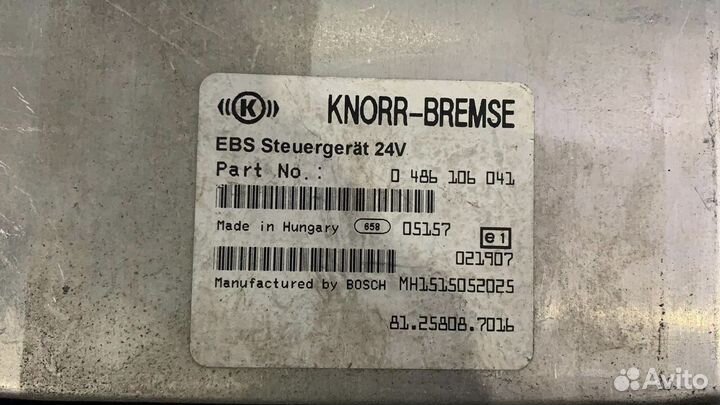 K KNORR-BREMSE
EBS Steuergerät 24V
Part No.: 0 486 106 041
Made in Hungary 658 05157 e1
021907
Manufactured by BOSCH MH1515052025
81.25808.7016
Avito